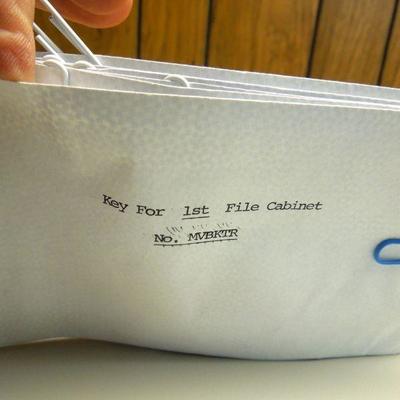 Key For 1st File Cabinet
No. MVBKTR